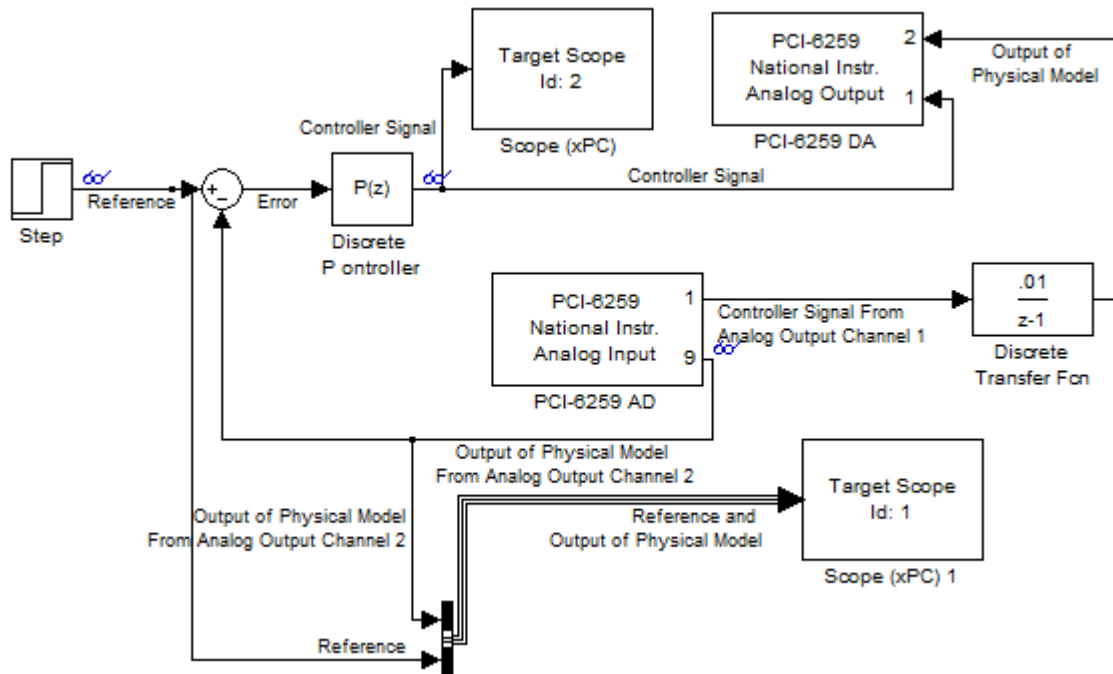 Target Scope
Id: 2
Scope (xPC)
PCI-6259
National Instr.
Analog Output
2
1
PCI-6259 DA
Output of
Physical Model
Controller Signal
Step
Reference
+
−
Error
P(z)
Discrete
P ontroller
Controller Signal
PCI-6259
National Instr.
Analog Input
1
9
PCI-6259 AD
Controller Signal From
Analog Output Channel 1
.01
z-1
Discrete
Transfer Fcn
Output of Physical Model
From Analog Output Channel 2
Output of Physical Model
From Analog Output Channel 2
Reference and
Output of Physical Model
Target Scope
Id: 1
Scope (xPC) 1
Reference